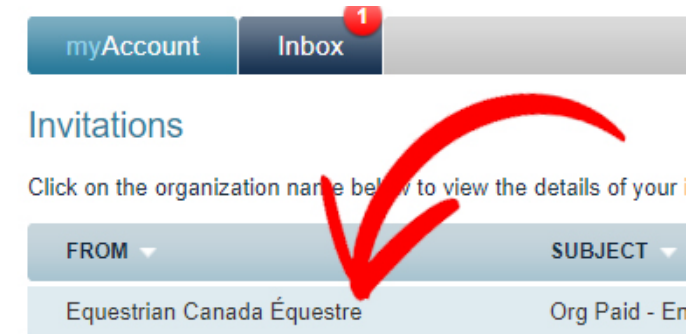 1
myAccount Inbox
Invitations
Click on the organization name below to view the details of your
FROM SUBJECT
Equestrian Canada Équestre Org Paid -